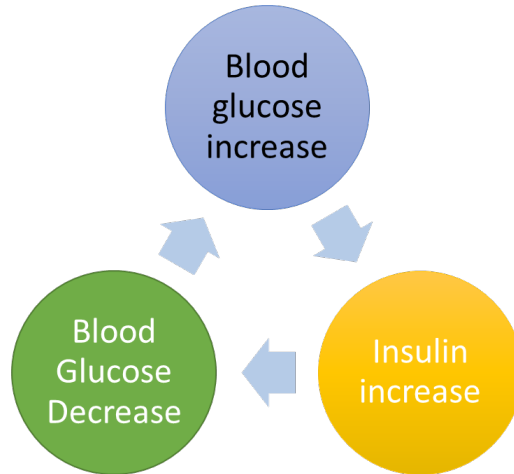 Blood
glucose
increase
Insulin
increase
Blood
Glucose
Decrease